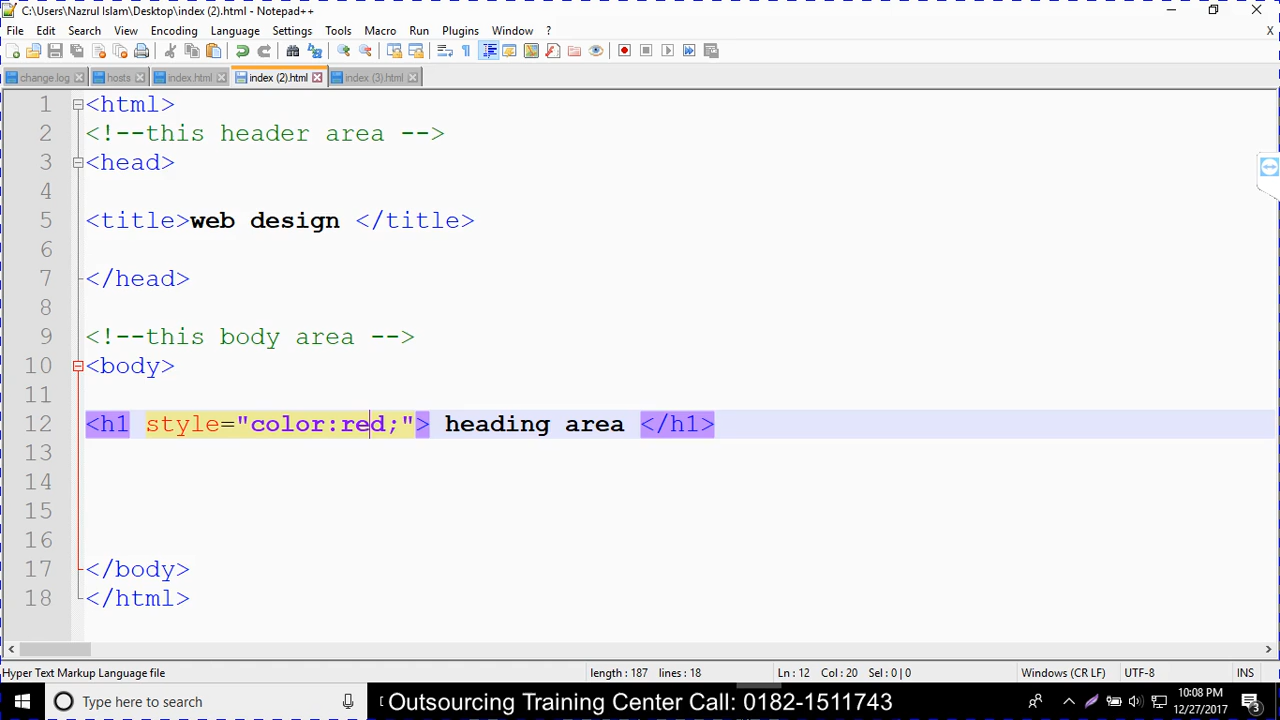 C:\Users\Nazrul Islam\Desktop\index (2).html - Notepad++
File Edit Search View Encoding Language Settings Tools Macro Run Plugins Window ? X
change.log hosts index.html index (2).html index (3).html
1 <html>
2 <!--this header area -->
3 <head>
4
5 <title>web design </title>
6
7 </head>
8
9 <!--this body area -->
10 <body>
11
12 <h1 style="color:red;"> heading area </h1>
13
14
15
16
17 </body>
18 </html>
Hyper Text Markup Language file length : 187 lines : 18 Ln : 12 Col : 20 Sel : 0 | 0 Windows (CR LF) UTF-8 INS
Type here to search [ Outsourcing Training Center Call: 0182-1511743 10:08 PM
12/27/2017 3